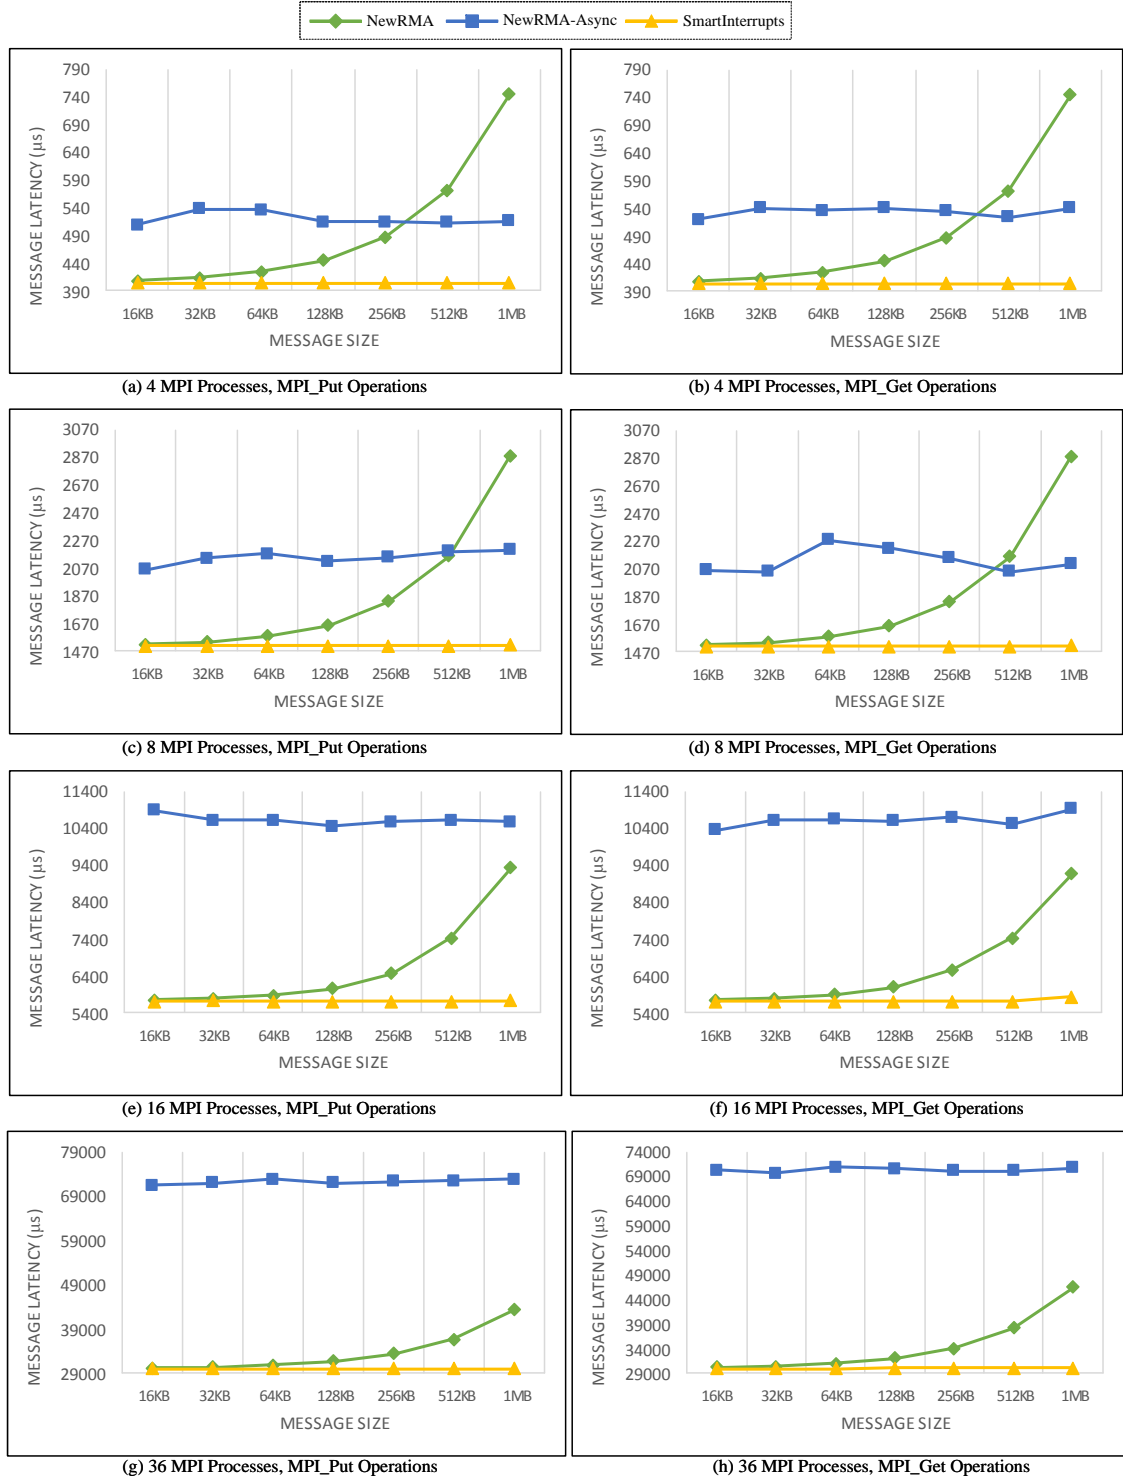 NewRMA NewRMA-Async SmartInterrupts
790
740
690
640
590
540
490
440
390
MESSAGE LATENCY (µs)
16KB 32KB 64KB 128KB 256KB 512KB 1MB
MESSAGE SIZE
(a) 4 MPI Processes, MPI_Put Operations
790
740
690
640
590
540
490
440
390
MESSAGE LATENCY (µs)
16KB 32KB 64KB 128KB 256KB 512KB 1MB
MESSAGE SIZE
(b) 4 MPI Processes, MPI_Get Operations
3070
2870
2670
2470
2270
2070
1870
1670
1470
MESSAGE LATENCY (µs)
16KB 32KB 64KB 128KB 256KB 512KB 1MB
MESSAGE SIZE
(c) 8 MPI Processes, MPI_Put Operations
3070
2870
2670
2470
2270
2070
1870
1670
1470
MESSAGE LATENCY (µs)
16KB 32KB 64KB 128KB 256KB 512KB 1MB
MESSAGE SIZE
(d) 8 MPI Processes, MPI_Get Operations
11400
10400
9400
8400
7400
6400
5400
MESSAGE LATENCY (µs)
16KB 32KB 64KB 128KB 256KB 512KB 1MB
MESSAGE SIZE
(e) 16 MPI Processes, MPI_Put Operations
11400
10400
9400
8400
7400
6400
5400
MESSAGE LATENCY (µs)
16KB 32KB 64KB 128KB 256KB 512KB 1MB
MESSAGE SIZE
(f) 16 MPI Processes, MPI_Get Operations
79000
69000
59000
49000
39000
29000
MESSAGE LATENCY (µs)
16KB 32KB 64KB 128KB 256KB 512KB 1MB
MESSAGE SIZE
(g) 36 MPI Processes, MPI_Put Operations
74000
69000
64000
59000
54000
49000
44000
39000
34000
29000
MESSAGE LATENCY (µs)
16KB 32KB 64KB 128KB 256KB 512KB 1MB
MESSAGE SIZE
(h) 36 MPI Processes, MPI_Get Operations